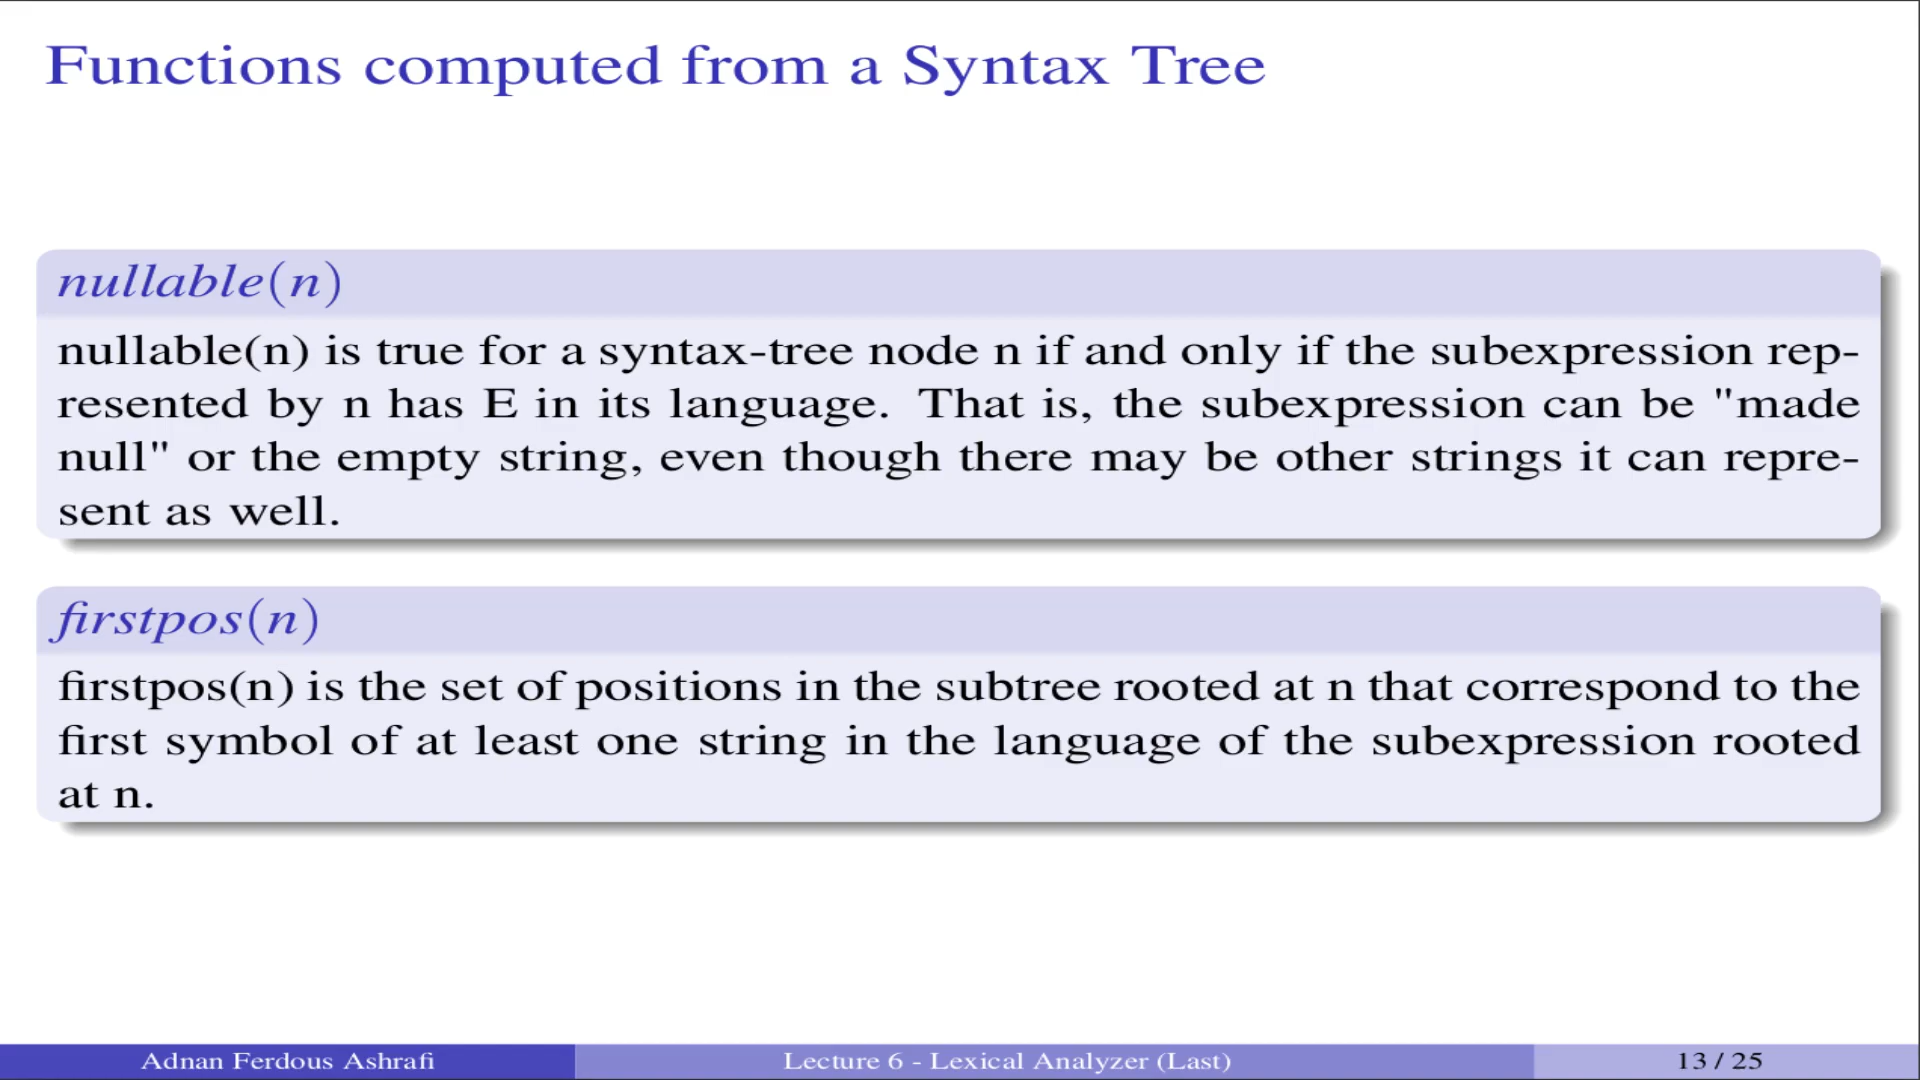 Functions computed from a Syntax Tree
nullable(n)
nullable(n) is true for a syntax-tree node n if and only if the subexpression rep-
resented by n has E in its language. That is, the subexpression can be "made
null" or the empty string, even though there may be other strings it can repre-
sent as well.
firstpos(n)
firstpos(n) is the set of positions in the subtree rooted at n that correspond to the
first symbol of at least one string in the language of the subexpression rooted
at n.
Adnan Ferdous Ashrafi
Lecture 6 - Lexical Analyzer (Last)
13 / 25